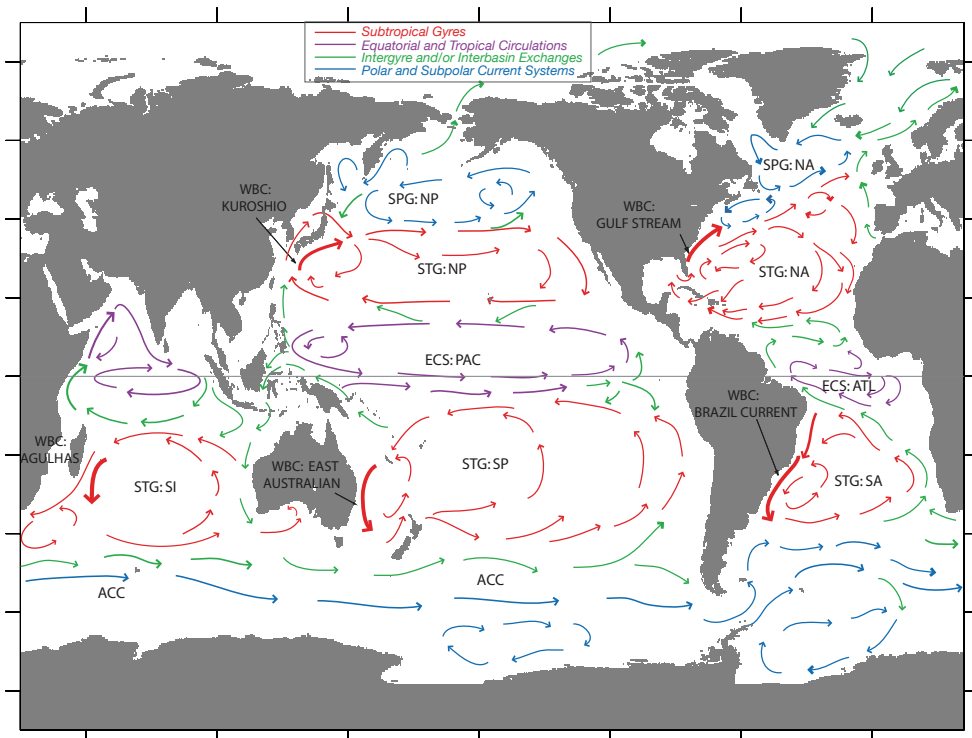 Subtropical Gyres
Equatorial and Tropical Circulations
Intergyre and/or Interbasin Exchanges
Polar and Subpolar Current Systems
SPG: NA
WBC:
KUROSHIO
SPG: NP
WBC:
GULF STREAM
STG: NP
STG: NA
ECS: PAC
ECS: ATL
WBC:
BRAZIL CURRENT
WBC:
AGULHAS
WBC: EAST
AUSTRALIAN
STG: SP
STG: SI
STG: SA
ACC
ACC